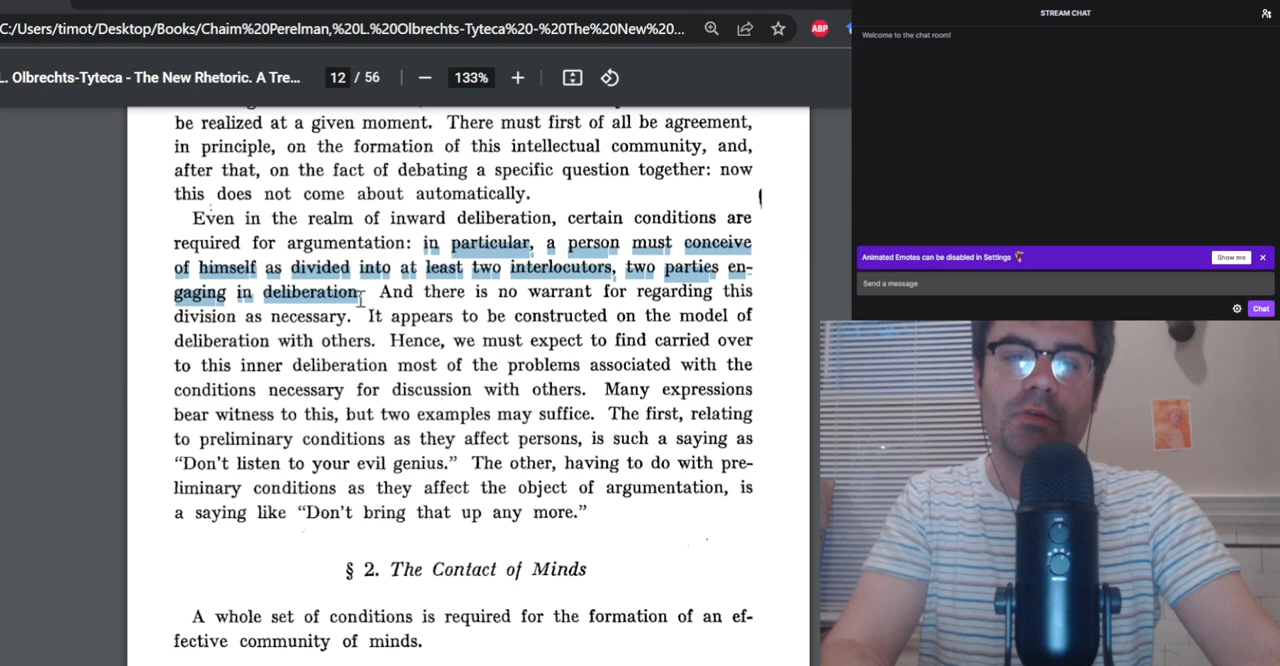 C:/Users/timot/Desktop/Books/Chaim%20Perelman,%20L.%20Olbrechts-Tyteca%20-%20The%20New%20...
ABP
L. Olbrechts-Tyteca - The New Rhetoric. A Tre...
12 / 56
133%
be realized at a given moment. There must first of all be agreement,
in principle, on the formation of this intellectual community, and,
after that, on the fact of debating a specific question together: now
this does not come about automatically.
Even in the realm of inward deliberation, certain conditions are
required for argumentation: in particular, a person must conceive
of himself as divided into at least two interlocutors, two parties en-
gaging in deliberation. And there is no warrant for regarding this
division as necessary. It appears to be constructed on the model of
deliberation with others. Hence, we must expect to find carried over
to this inner deliberation most of the problems associated with the
conditions necessary for discussion with others. Many expressions
bear witness to this, but two examples may suffice. The first, relating
to preliminary conditions as they affect persons, is such a saying as
“Don’t listen to your evil genius.” The other, having to do with pre-
liminary conditions as they affect the object of argumentation, is
a saying like “Don’t bring that up any more.”
§ 2. The Contact of Minds
A whole set of conditions is required for the formation of an ef-
fective community of minds.
STREAM CHAT
Welcome to the chat room!
Animated Emotes can be disabled in Settings
Show me
Send a message
Chat